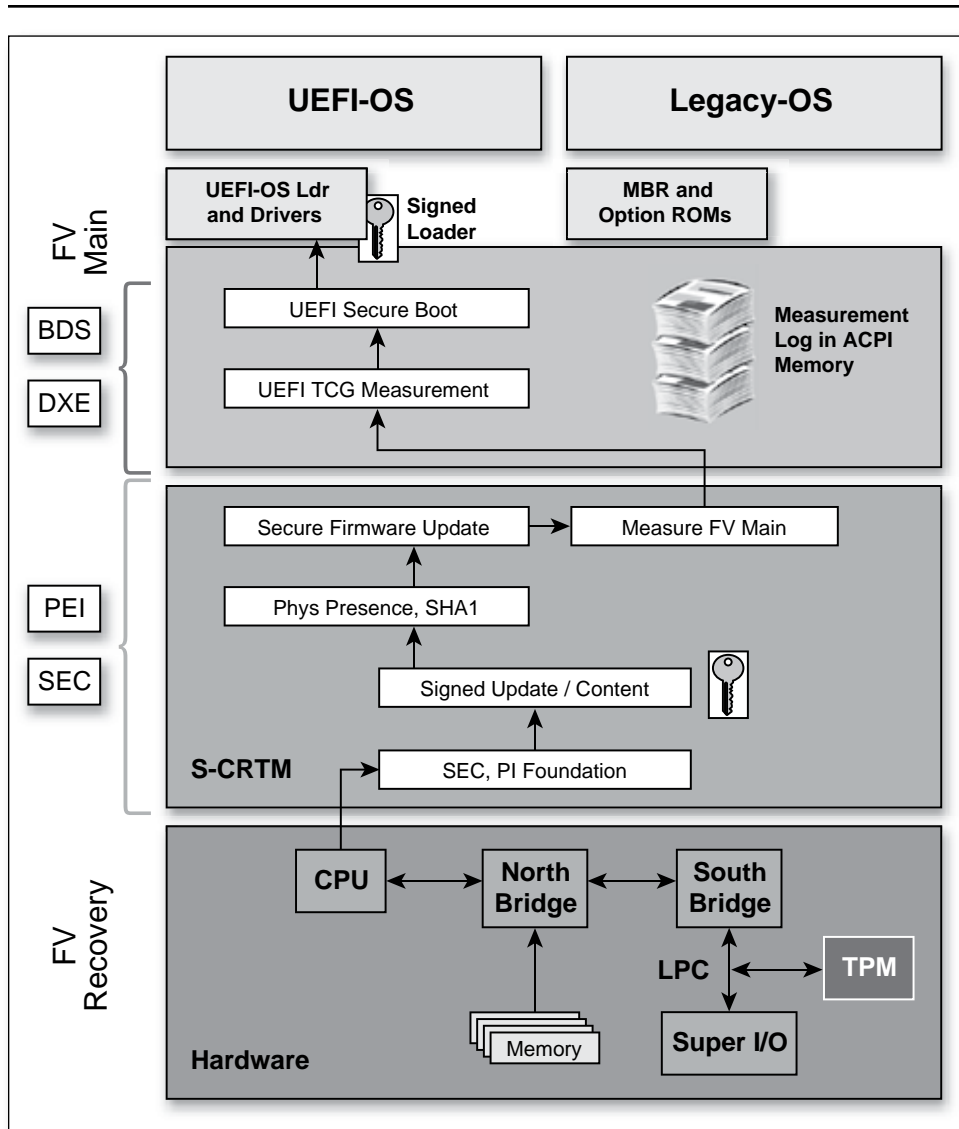 UEFI-OS
Legacy-OS
UEFI-OS Ldr
and Drivers
Signed
Loader
MBR and
Option ROMs
FV
Main
BDS
DXE
UEFI Secure Boot
UEFI TCG Measurement
Measurement
Log in ACPI
Memory
PEI
SEC
Secure Firmware Update
Measure FV Main
Phys Presence, SHA1
Signed Update / Content
SEC, PI Foundation
S-CRTM
FV
Recovery
CPU
North
Bridge
South
Bridge
LPC
TPM
Memory
Super I/O
Hardware